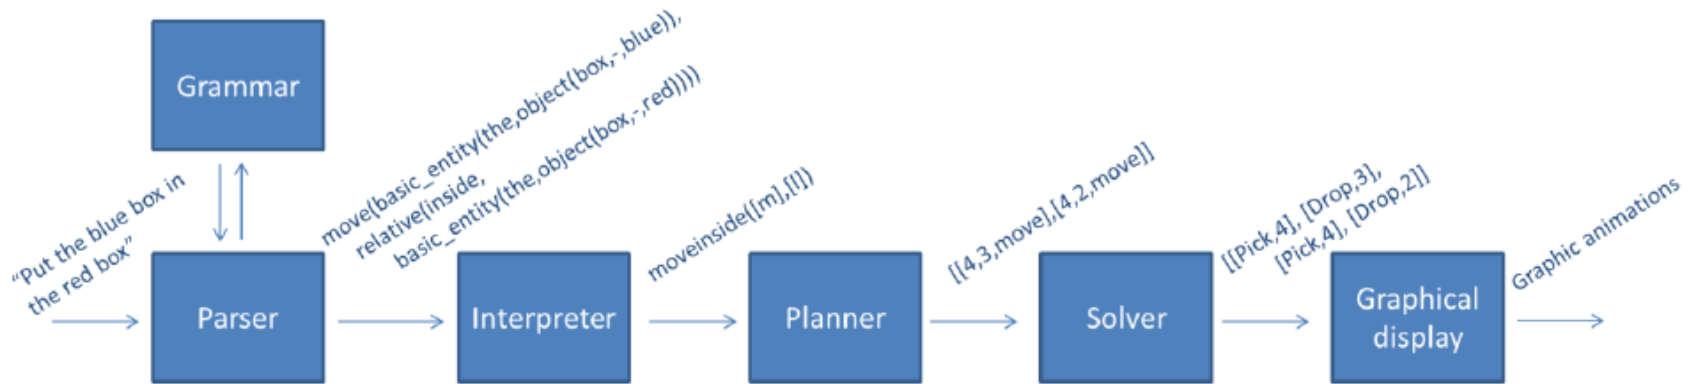 Grammar
“Put the blue box in
the red box”
Parser
move(basic_entity(the,object(box,-,blue)),
relative(inside,
basic_entity(the,object(box,-,red))))
Interpreter
moveinside([m],[l])
Planner
[[4,3,move],[4,2,move]]
Solver
[[Pick,4], [Drop,3],
[Pick,4], [Drop,2]]
Graphical
display
Graphic animations